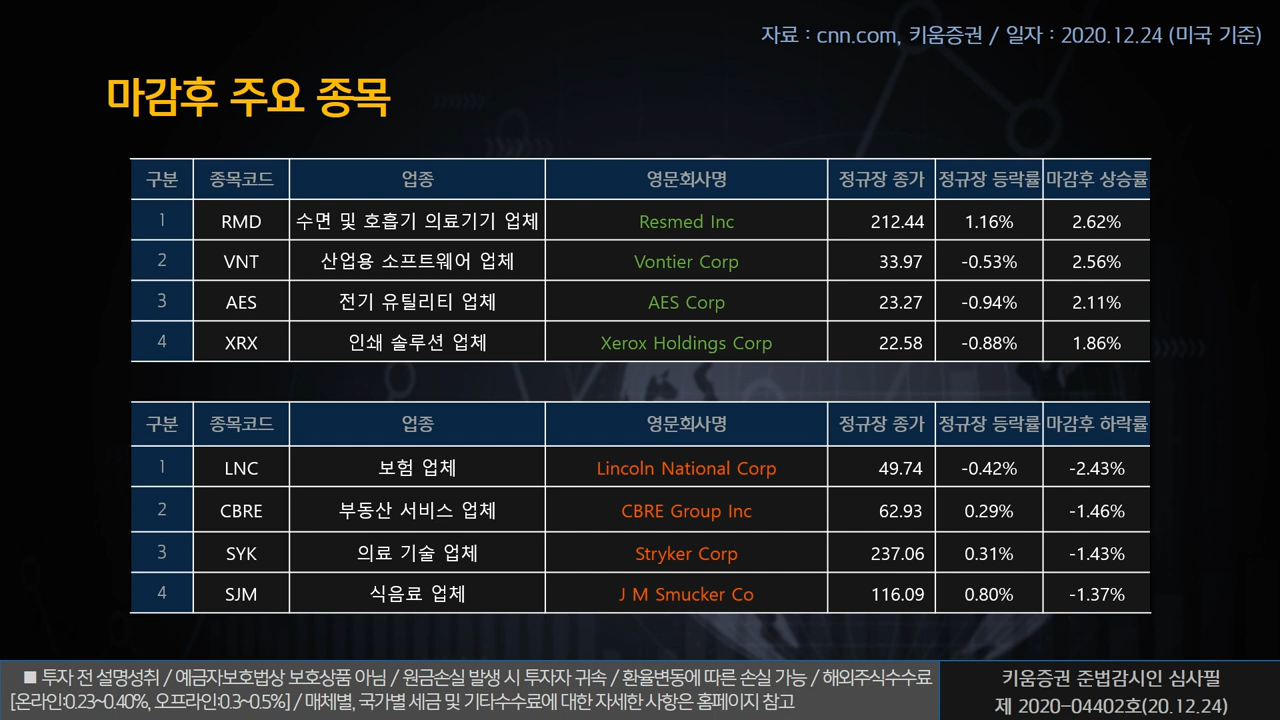 자료 : cnn.com, 키움증권 / 일자 : 2020.12.24 (미국 기준)
마감후 주요 종목
구분 종목코드 업종 영문회사명 정규장 종가 정규장 등락률 마감후 상승률
1 RMD 수면 및 호흡기 의료기기 업체 Resmed Inc 212.44 1.16% 2.62%
2 VNT 산업용 소프트웨어 업체 Vontier Corp 33.97 -0.53% 2.56%
3 AES 전기 유틸리티 업체 AES Corp 23.27 -0.94% 2.11%
4 XRX 인쇄 솔루션 업체 Xerox Holdings Corp 22.58 -0.88% 1.86%
구분 종목코드 업종 영문회사명 정규장 종가 정규장 등락률 마감후 하락률
1 LNC 보험 업체 Lincoln National Corp 49.74 -0.42% -2.43%
2 CBRE 부동산 서비스 업체 CBRE Group Inc 62.93 0.29% -1.46%
3 SYK 의료 기술 업체 Stryker Corp 237.06 0.31% -1.43%
4 SJM 식음료 업체 J M Smucker Co 116.09 0.80% -1.37%
■ 투자 전 설명성취 / 예금자보호법상 보호상품 아님 / 원금손실 발생 시 투자자 귀속 / 환율변동에 따른 손실 가능 / 해외주식수수료
[온라인:0.23~0.40%, 오프라인:0.3~0.5%] / 매체별, 국가별 세금 및 기타수수료에 대한 자세한 사항은 홈페이지 참고
키움증권 준법감시인 심사필
제 2020-04402호(20.12.24)